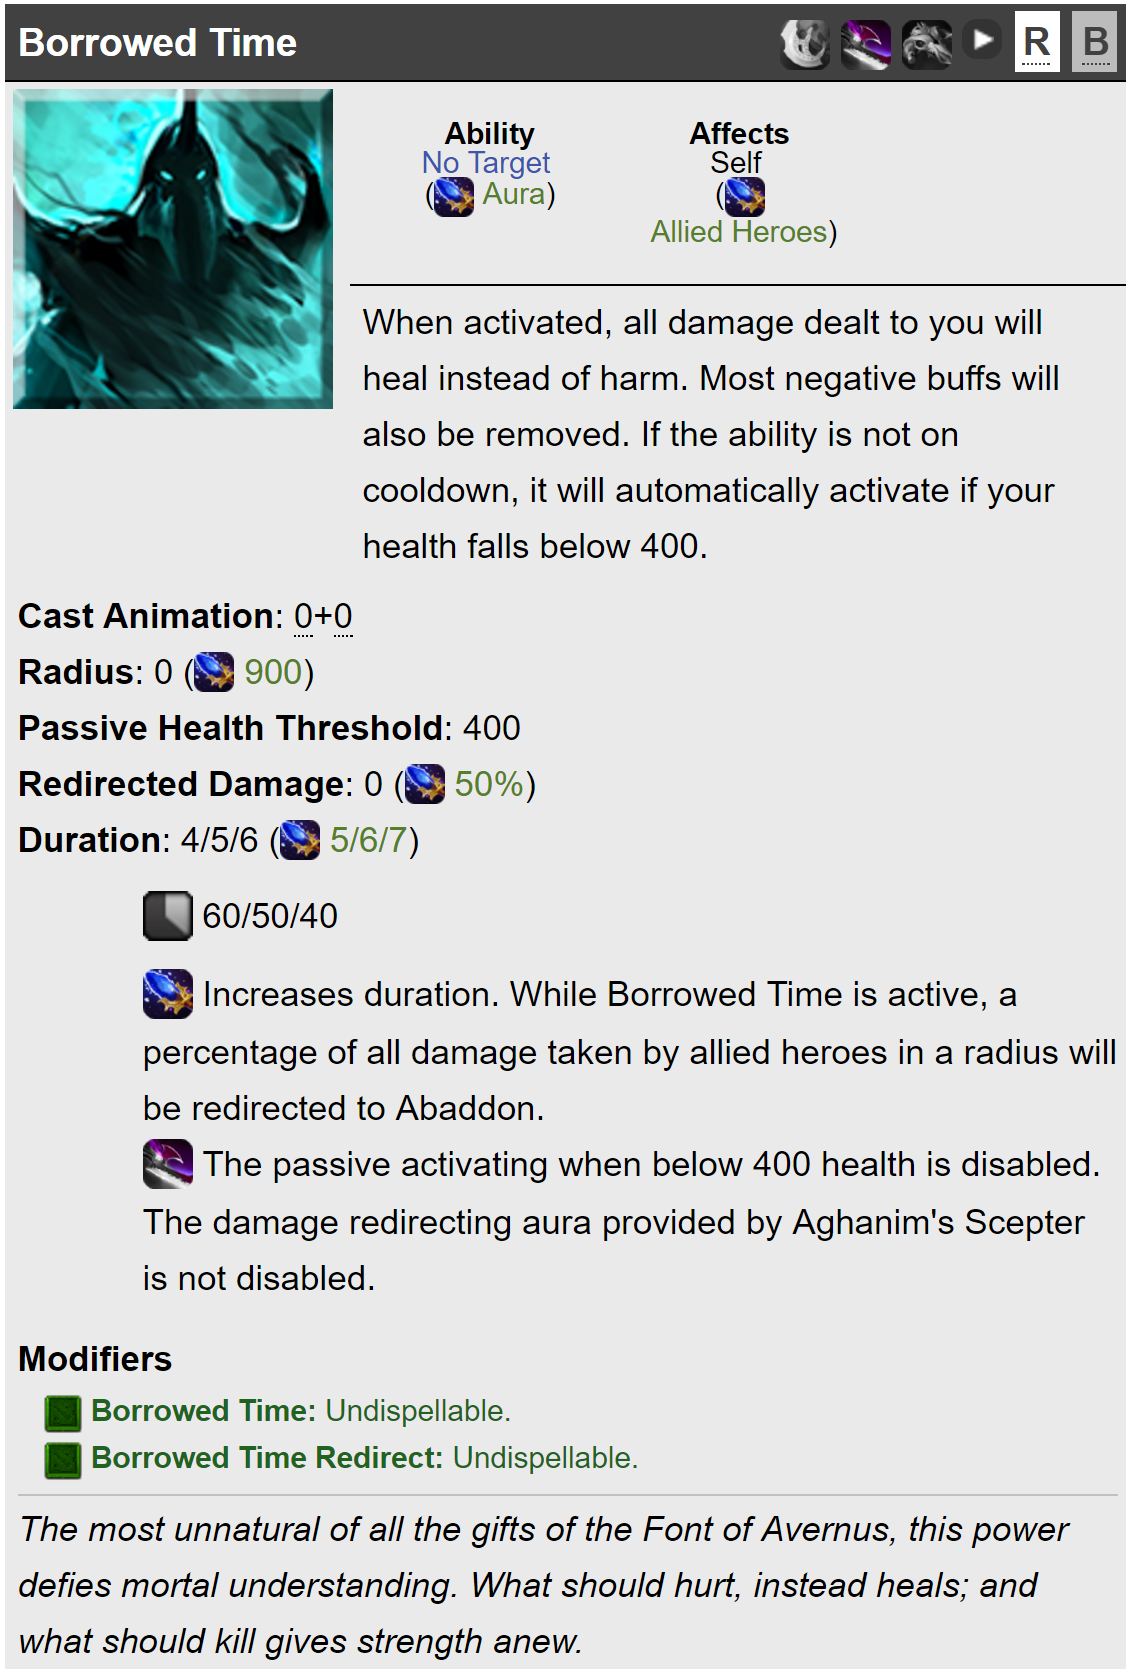 Borrowed Time R B
Ability
No Target
( Aura)
Affects
Self
(
Allied Heroes)
When activated, all damage dealt to you will
heal instead of harm. Most negative buffs will
also be removed. If the ability is not on
cooldown, it will automatically activate if your
health falls below 400.
Cast Animation: 0+0
Radius: 0 ( 900)
Passive Health Threshold: 400
Redirected Damage: 0 ( 50%)
Duration: 4/5/6 ( 5/6/7)
60/50/40
Increases duration. While Borrowed Time is active, a
percentage of all damage taken by allied heroes in a radius will
be redirected to Abaddon.
The passive activating when below 400 health is disabled.
The damage redirecting aura provided by Aghanim's Scepter
is not disabled.
Modifiers
Borrowed Time: Undispellable.
Borrowed Time Redirect: Undispellable.
The most unnatural of all the gifts of the Font of Avernus, this power
defies mortal understanding. What should hurt, instead heals; and
what should kill gives strength anew.